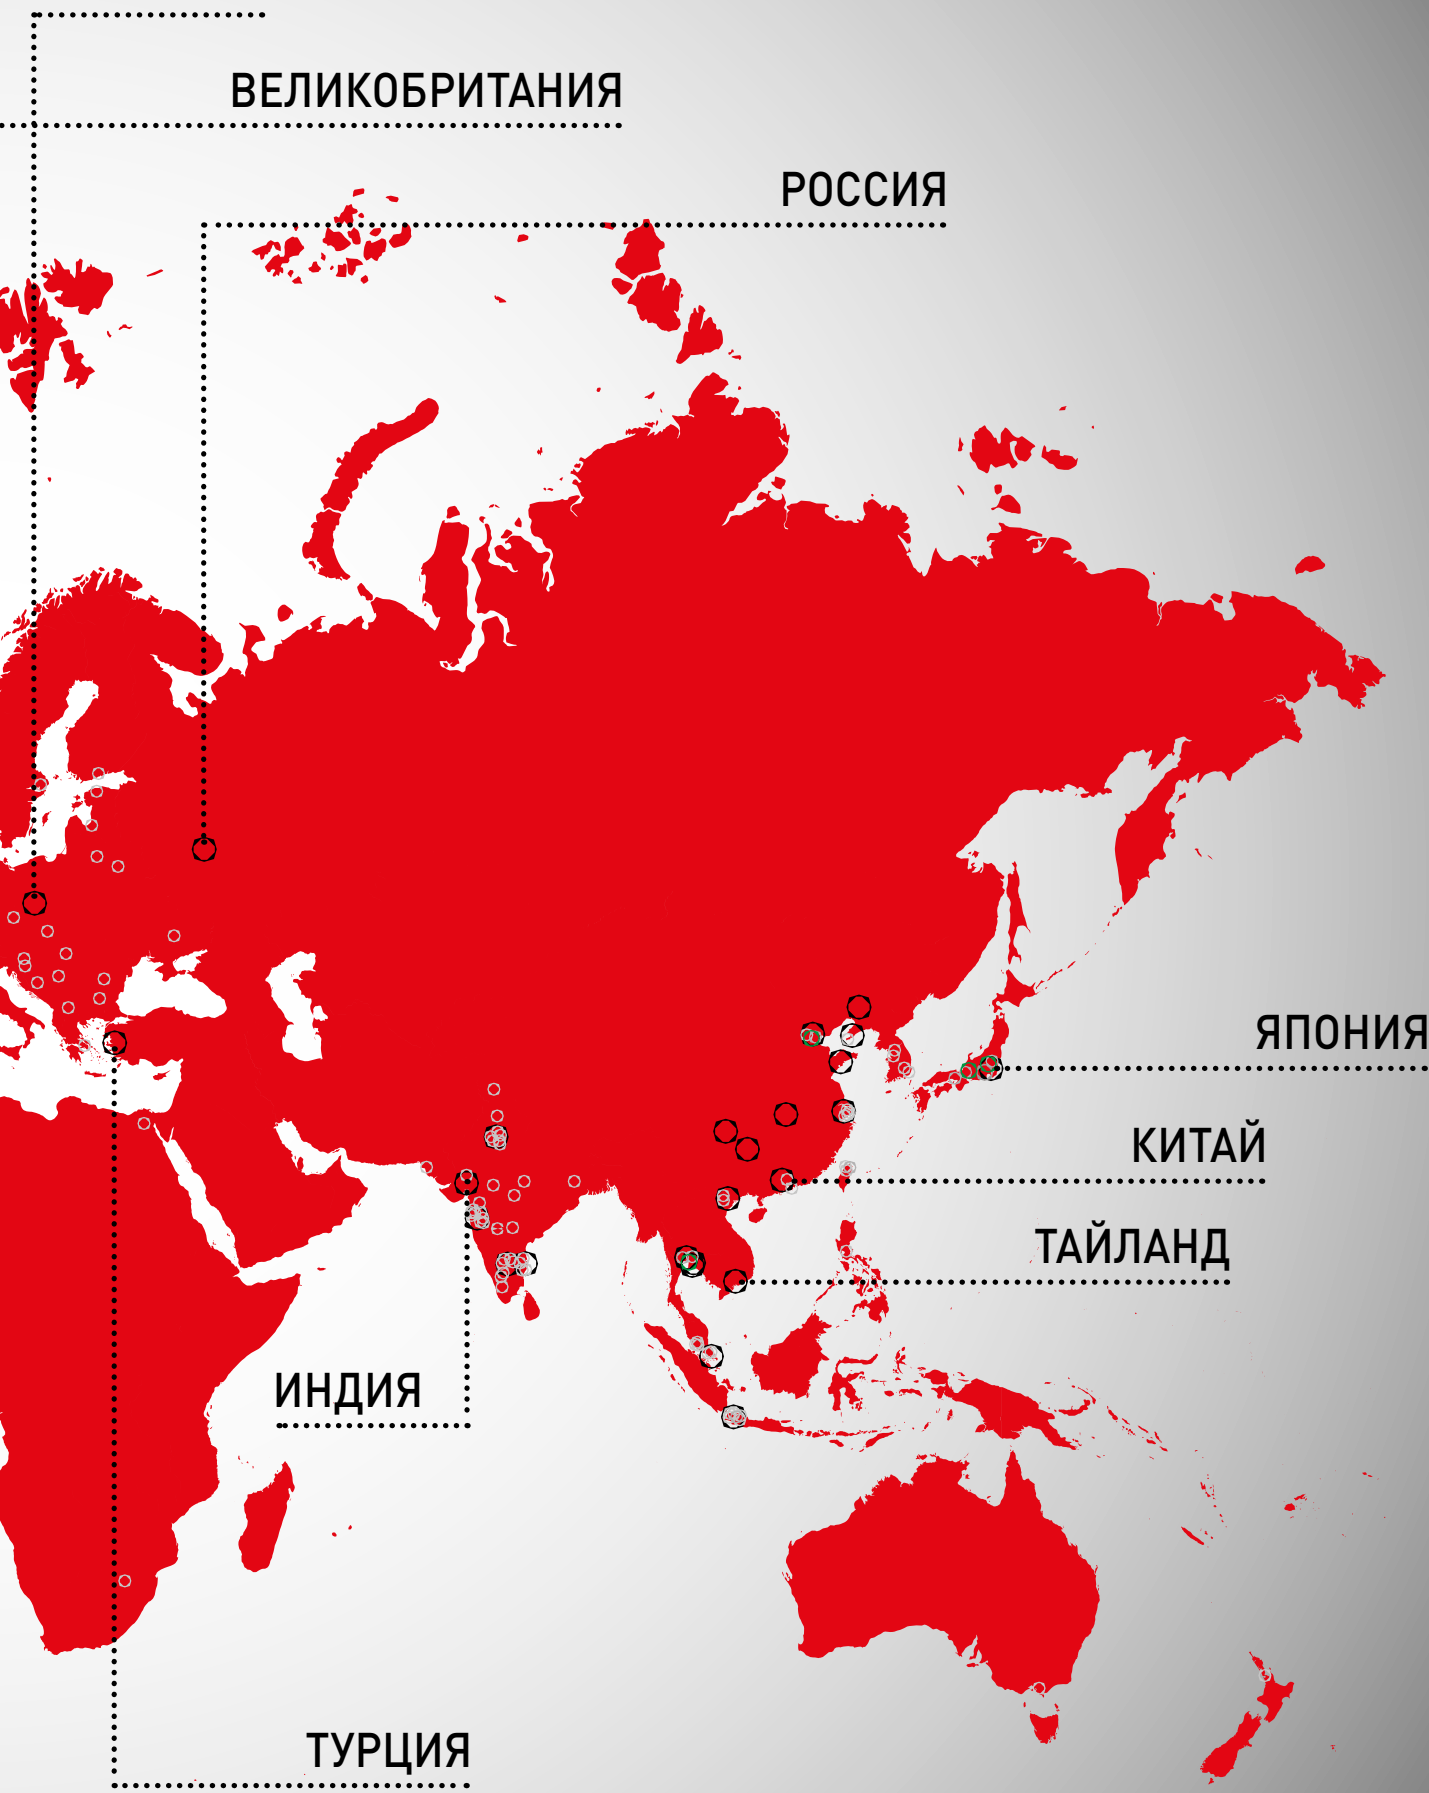 ВЕЛИКОБРИТАНИЯ
РОССИЯ
ЯПОНИЯ
КИТАЙ
ТАЙЛАНД
ИНДИЯ
ТУРЦИЯ